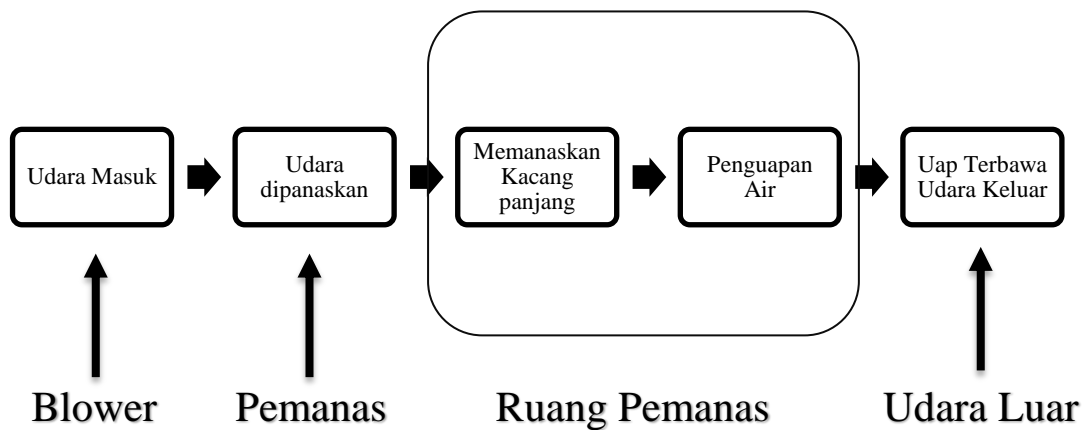 Udara Masuk
Udara
dipanaskan
Memanaskan
Kacang
panjang
Penguapan
Air
Uap Terbawa
Udara Keluar
Blower
Pemanas
Ruang Pemanas
Udara Luar